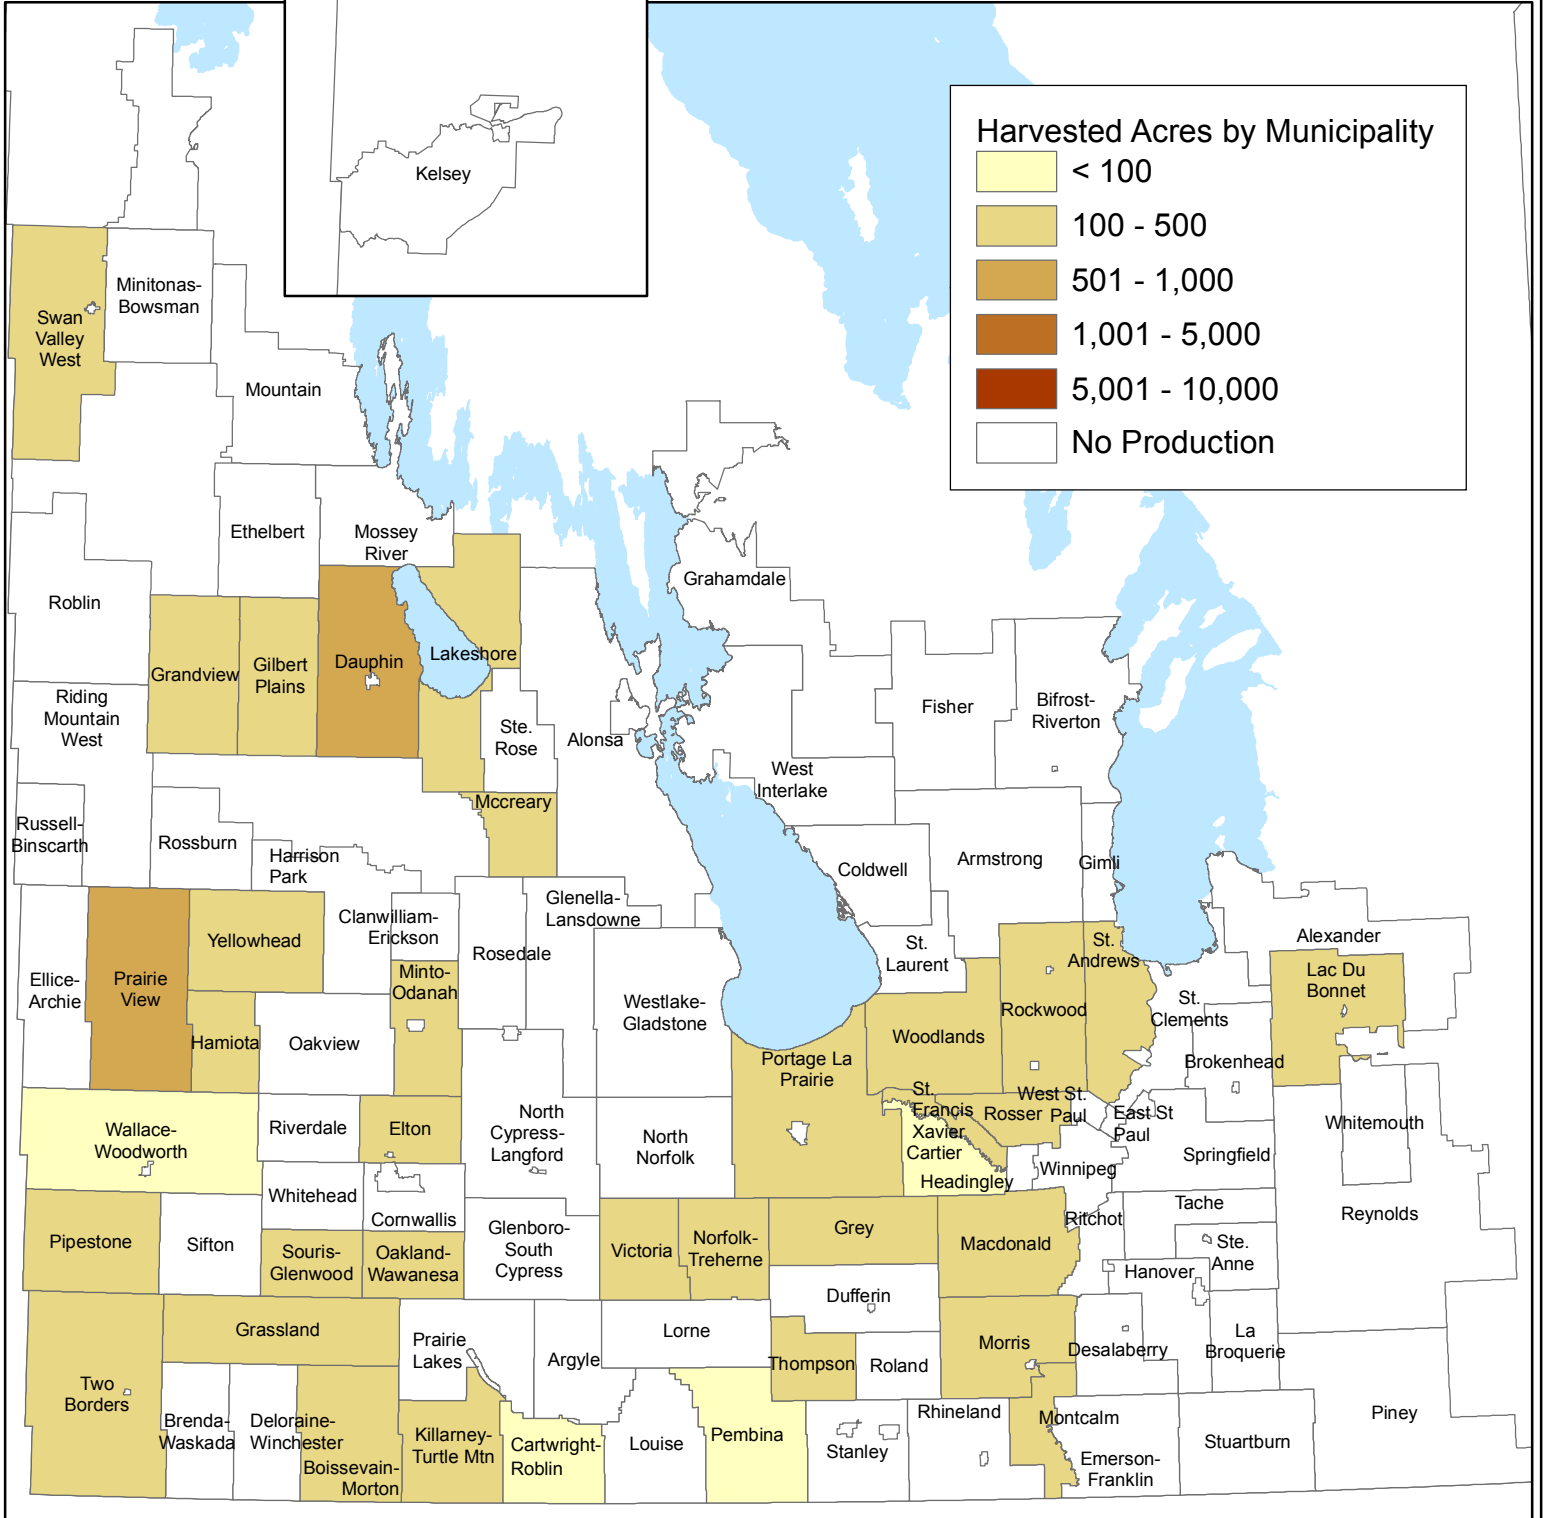 Kelsey
Harvested Acres by Municipality
< 100
100 - 500
501 - 1,000
1,001 - 5,000
5,001 - 10,000
No Production
Minitonas-
Bowsman
Swan
Valley
West
Mountain
Ethelbert
Mossey
River
Grahamdale
Roblin
Grandview
Gilbert
Plains
Dauphin
Lakeshore
Riding
Mountain
West
Ste.
Rose
Alonsa
Fisher
Bifrost-
Riverton
West
Interlake
Mccreary
Russell-
Binscarth
Rossburn
Harrison
Park
Coldwell
Armstrong
Gimli
Glenella-
Lansdowne
Clanwilliam-
Erickson
Yellowhead
Rosedale
St.
Laurent
St.
Andrews
Alexander
Ellice-
Archie
Prairie
View
Minto-
Odanah
Lac Du
Bonnet
Westlake-
Gladstone
St.
Clements
Rockwood
Woodlands
Hamiota
Oakview
Portage La
Prairie
Brokenhead
St.
Francis
Xavier
West St.
Paul
Rosser
East St
Paul
Whitemouth
Wallace-
Woodworth
Riverdale
Elton
North
Cypress-
Langford
North
Norfolk
Cartier
Springfield
Winnipeg
Headingley
Whitehead
Cornwallis
Tache
Ritchot
Reynolds
Pipestone
Sifton
Souris-
Glenwood
Oakland-
Wawanesa
Glenboro-
South
Cypress
Victoria
Norfolk-
Treherne
Grey
Macdonald
Ste.
Anne
Hanover
Dufferin
Grassland
Prairie
Lakes
Argyle
Lorne
Thompson
Roland
Morris
Desalaberry
La
Broquerie
Two
Borders
Brenda-
Waskada
Deloraine-
Winchester
Boissevain-
Morton
Killarney-
Turtle Mtn
Cartwright-
Roblin
Louise
Pembina
Stanley
Rhineland
Montcalm
Emerson-
Franklin
Stuartburn
Piney